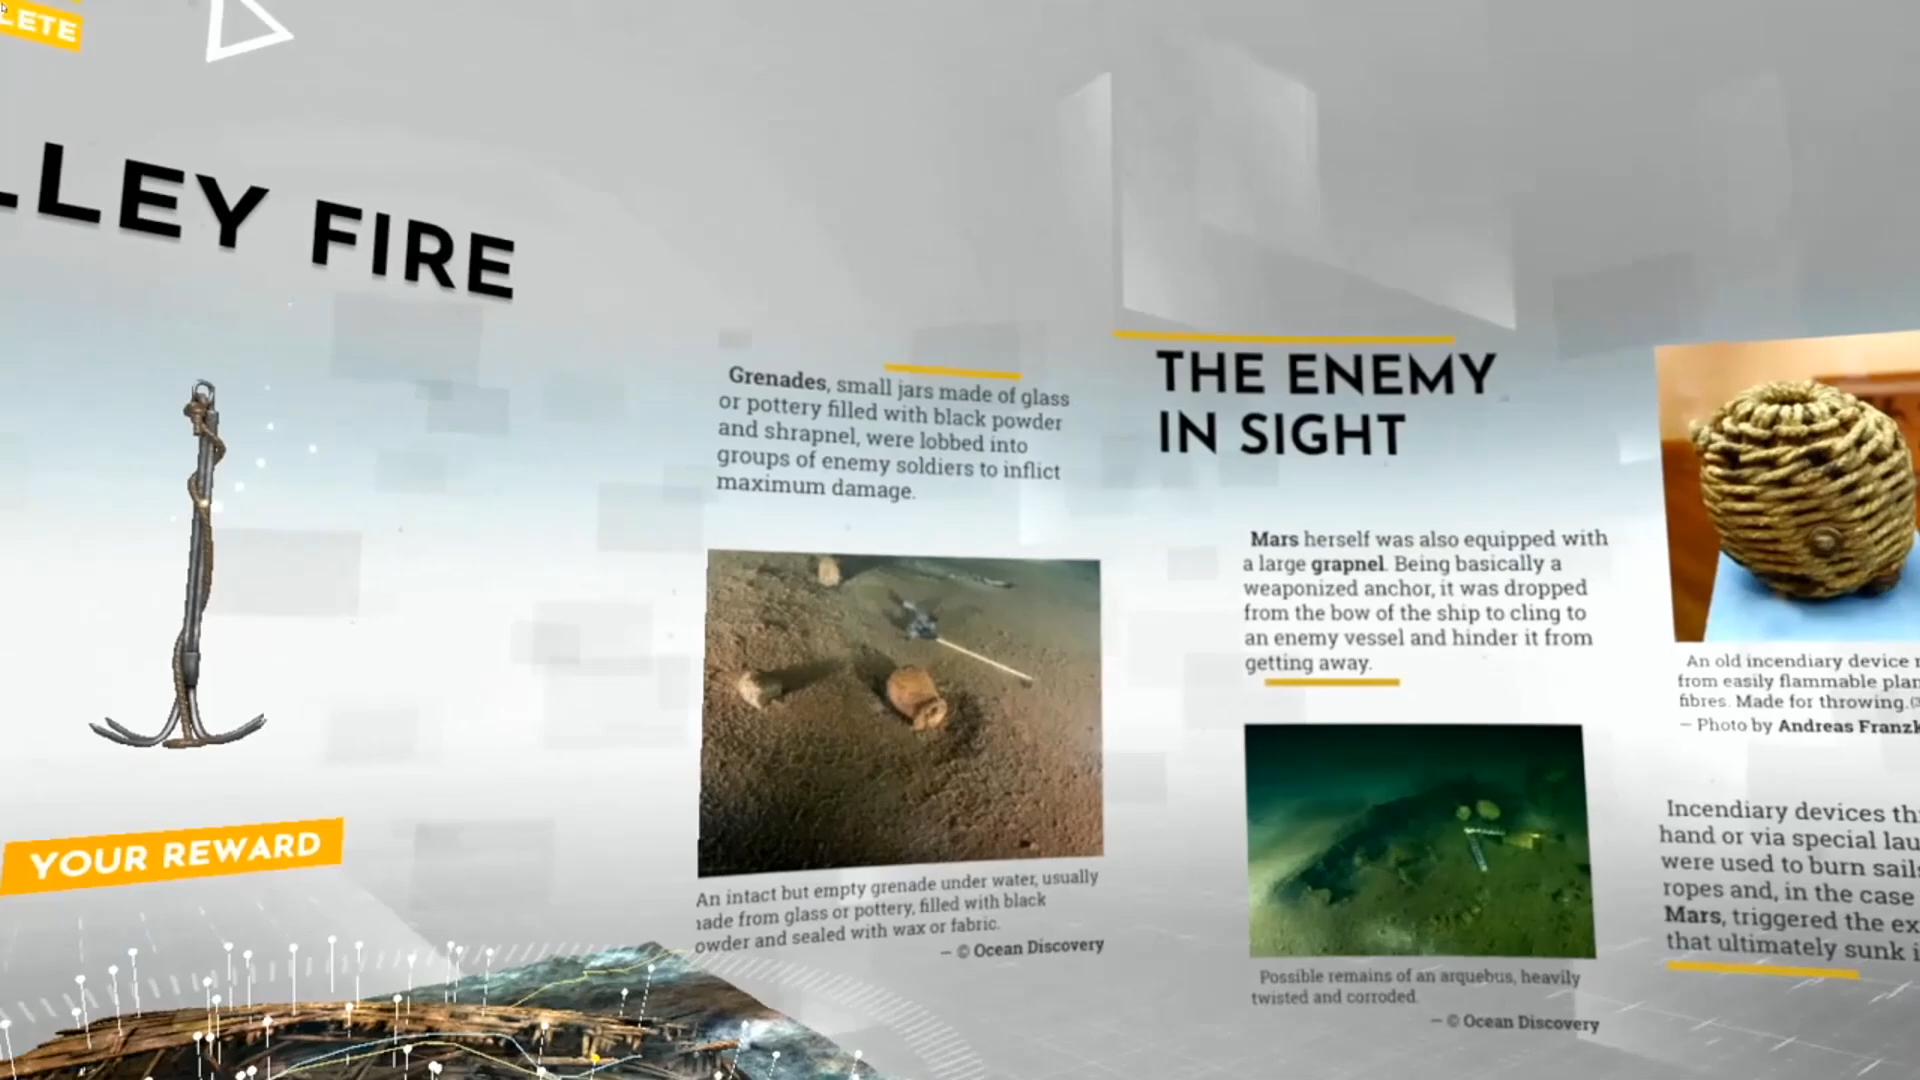 LETE
LLEY FIRE
YOUR REWARD
Grenades, small jars made of glass
or pottery filled with black powder
and shrapnel, were lobbed into
groups of enemy soldiers to inflict
maximum damage.
An intact but empty grenade under water, usually
ade from glass or pottery, filled with black
owder and sealed with wax or fabric.
— © Ocean Discovery
THE ENEMY
IN SIGHT
Mars herself was also equipped with
a large grapnel. Being basically a
weaponized anchor, it was dropped
from the bow of the ship to cling to
an enemy vessel and hinder it from
getting away.
Possible remains of an arquebus, heavily
twisted and corroded.
— © Ocean Discovery
An old incendiary device
from easily flammable plan
fibres. Made for throwing.
— Photo by Andreas Franzk
Incendiary devices th
hand or via special lau
were used to burn sails
ropes and, in the case
Mars, triggered the ex
that ultimately sunk i